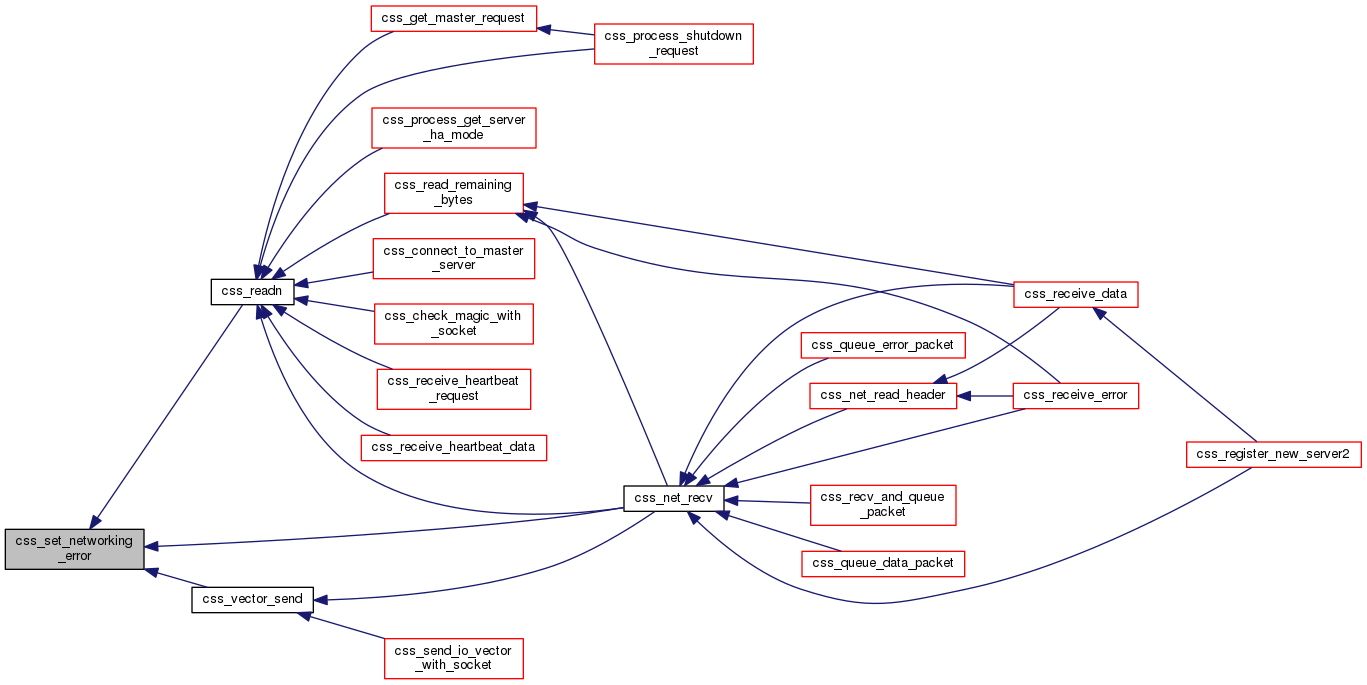 css_get_master_request
css_process_shutdown
_request
css_process_get_server
_ha_mode
css_read_remaining
_bytes
css_connect_to_master
_server
css_readn
css_receive_data
css_check_magic_with
_socket
css_queue_error_packet
css_receive_heartbeat
_request
css_net_read_header
css_receive_error
css_receive_heartbeat_data
css_register_new_server2
css_net_recv
css_recv_and_queue
_packet
css_set_networking
_error
css_queue_data_packet
css_vector_send
css_send_io_vector
_with_socket